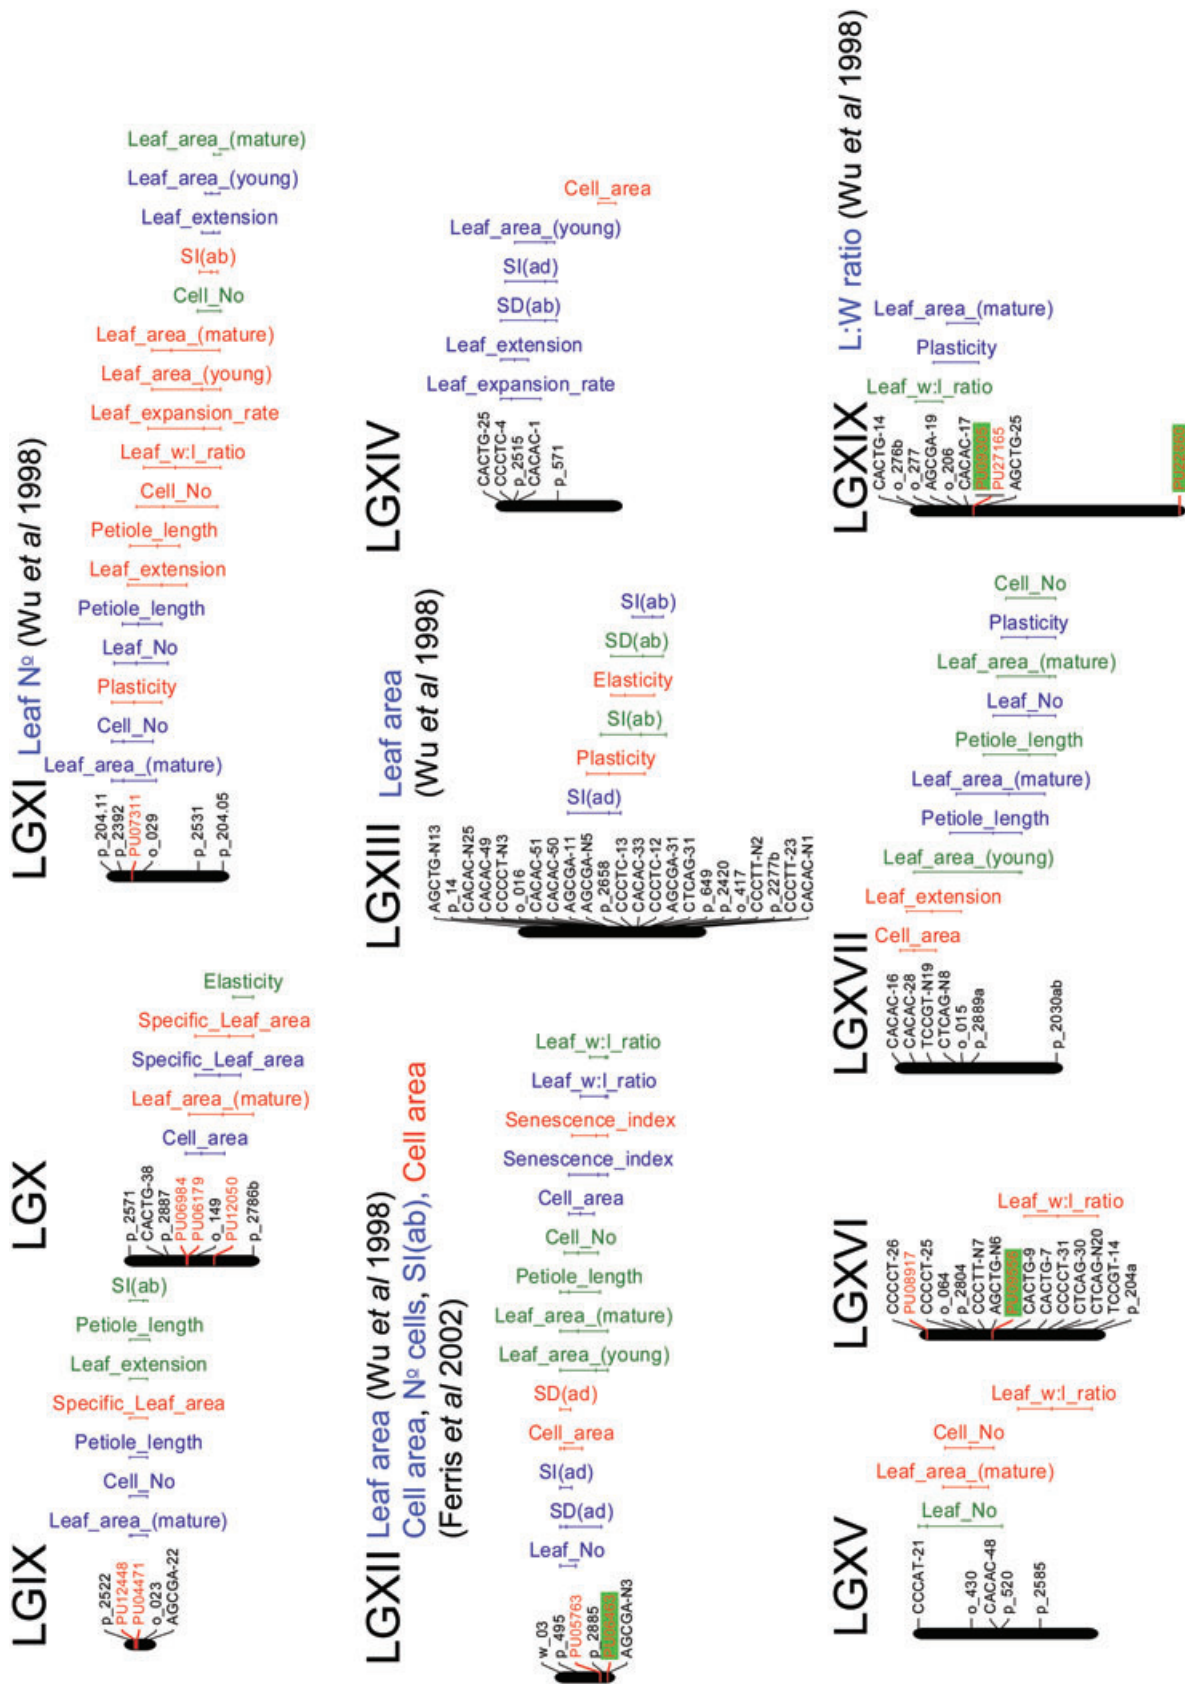 LGIX
p_2522
PU12448
PU04471
o_023
AGCGA-22
Leaf_area_(mature)
Cell_No
Petiole_length
Specific_Leaf_area
Leaf_extension
Petiole_length
SI(ab)
LGX
p_2571
CACTG-38
p_2887
PU06984
PU06179
o_149
PU12050
p_2786b
Cell_area
Leaf_area_(mature)
Specific_Leaf_area
Specific_Leaf_area
Elasticity
LGXI Leaf Nº (Wu et al 1998)
p_204.11
p_2392
PU07311
o_029
p_2531
p_204.05
Leaf_area_(mature)
Cell_No
Plasticity
Leaf_No
Petiole_length
Leaf_extension
Petiole_length
Cell_No
Leaf_w:l_ratio
Leaf_expansion_rate
Leaf_area_(young)
Leaf_area_(mature)
Cell_No
SI(ab)
Leaf_extension
Leaf_area_(young)
Leaf_area_(mature)
LGXII Leaf area (Wu et al 1998)
Cell area, Nº cells, SI(ab), Cell area
(Ferris et al 2002)
w_03
p_495
PU05763
p_2885
AGCGA-N3
Leaf_No
SD(ad)
SI(ad)
Cell_area
SD(ad)
Leaf_area_(young)
Leaf_area_(mature)
Petiole_length
Cell_No
Cell_area
Senescence_index
Senescence_index
Leaf_w:l_ratio
Leaf_w:l_ratio
LGXIII Leaf area
(Wu et al 1998)
AGCTG-N13
p_14
CACAC-N25
CACAC-49
CCCCT-N3
o_016
CACAC-51
CACAC-50
AGCGA-11
AGCGA-N5
p_2658
CCCTC-13
CACAC-33
CCCTC-12
AGCGA-31
CTCAG-31
p_649
p_2420
o_417
CCCTT-N2
p_2277b
CCCTT-23
CACAC-N1
SI(ad)
Plasticity
SI(ab)
Elasticity
SD(ab)
SI(ab)
LGXIV
CACTG-25
CCCTC-4
p_2515
CACAC-1
p_571
Leaf_expansion_rate
Leaf_extension
SD(ab)
SI(ad)
Leaf_area_(young)
Cell_area
LGXV
CCCAT-21
o_430
CACAC-48
p_520
p_2585
Leaf_No
Leaf_area_(mature)
Cell_No
Leaf_w:l_ratio
LGXVI
CCCCT-26
PU08917
CCCCT-25
o_064
p_2804
CCCTT-N7
AGCTG-N6
CACTG-9
CACTG-7
CCCCT-31
CTCAG-30
CTCAG-N20
TCCGT-14
p_204a
Leaf_w:l_ratio
LGXVII
CACAC-16
CACAC-28
TCCGT-N19
CTCAG-N8
o_015
p_2889a
p_2030ab
Cell_area
Leaf_extension
Leaf_area_(young)
Petiole_length
Leaf_area_(mature)
Petiole_length
Leaf_No
Leaf_area_(mature)
Plasticity
Cell_No
LGXIX L:W ratio (Wu et al 1998)
CACTG-14
o_276b
o_277
AGCGA-19
o_206
CACAC-17
PU27165
AGCTG-25
Leaf_w:l_ratio
Plasticity
Leaf_area_(mature)